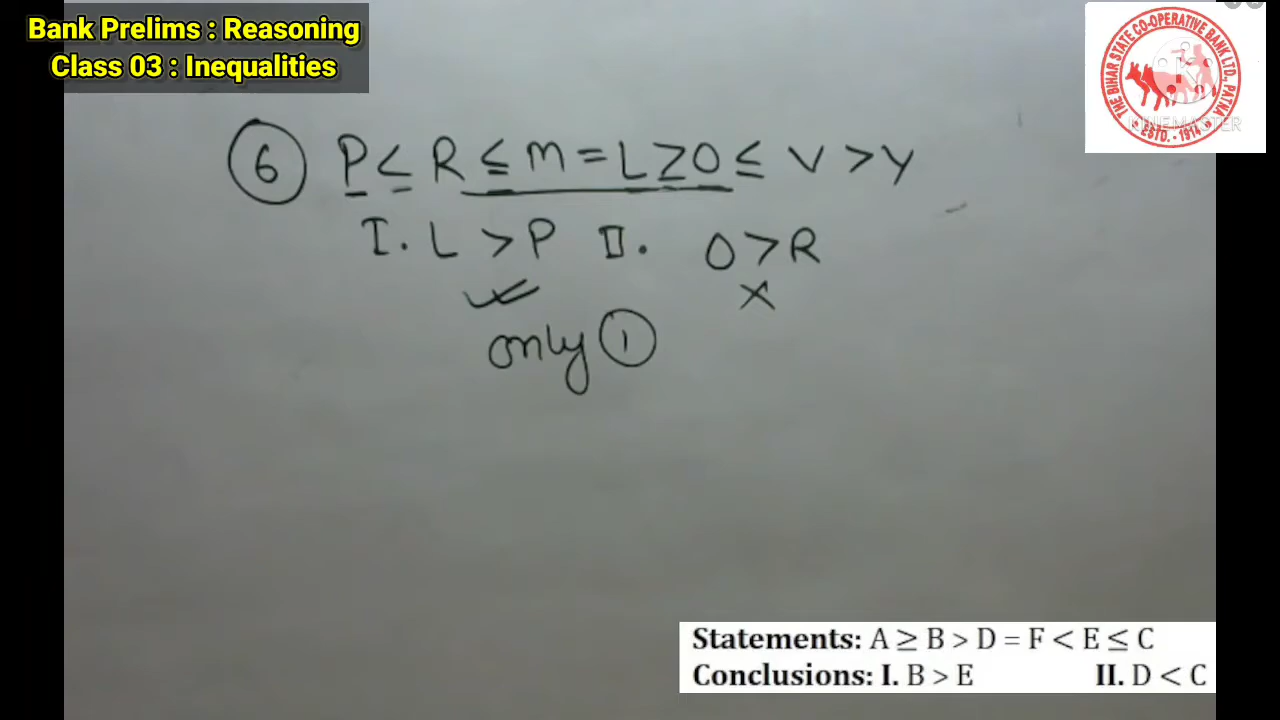 Bank Prelims : Reasoning
Class 03 : Inequalities
THE BIHAR STATE CO-OPERATIVE BANK LTD., PATNA
ESTD. - 1914
KINEMASTER
6 P < R ≤ M = L ≥ O ≤ V > Y
I. L > P II. O > R
only 1
Statements: A ≥ B > D = F < E ≤ C
Conclusions: I. B > E II. D < C